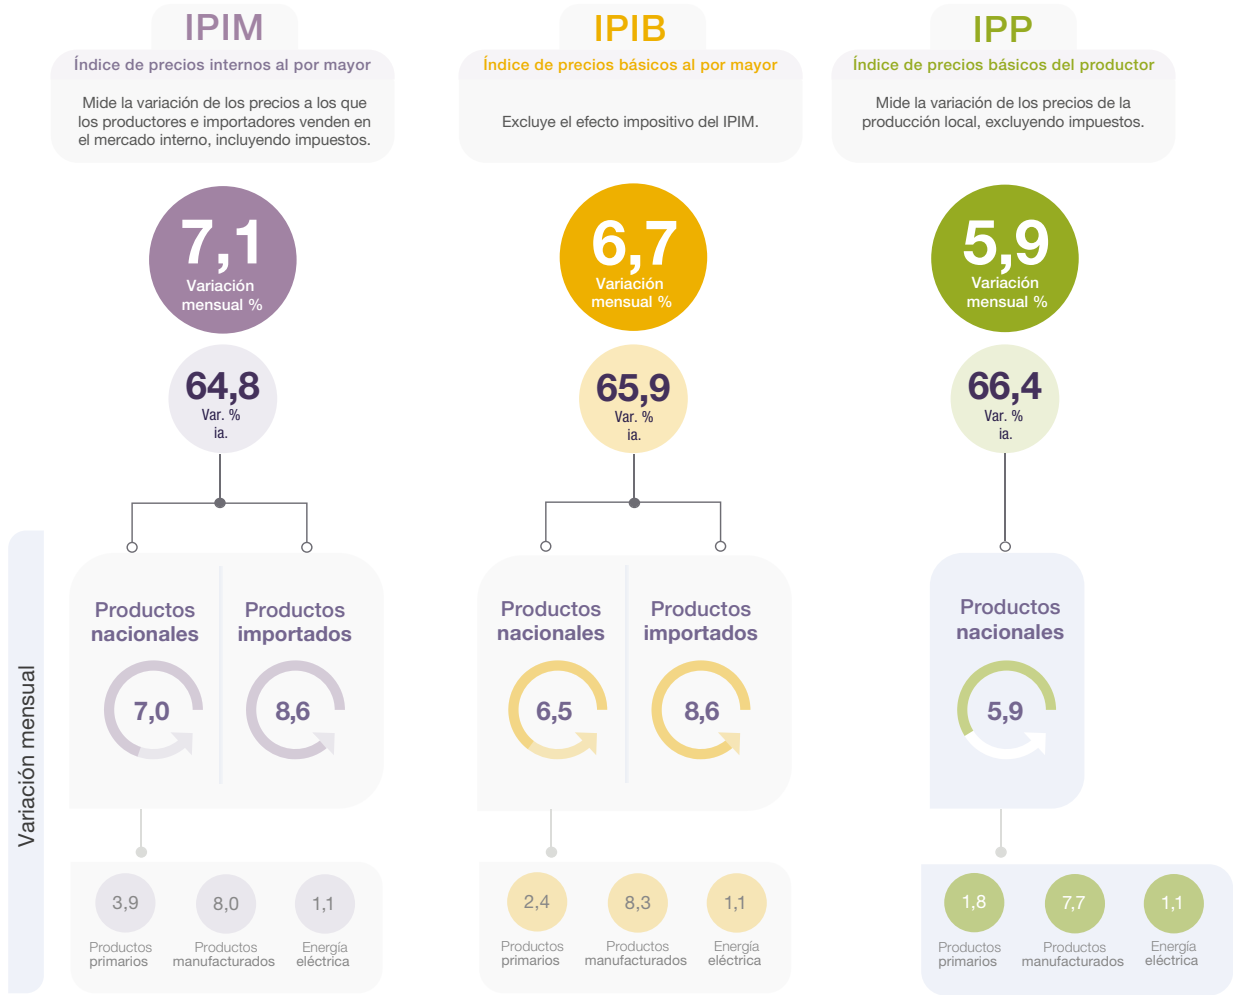 IPIM
Índice de precios internos al por mayor
Mide la variación de los precios a los que
los productores e importadores venden en
el mercado interno, incluyendo impuestos.
7,1
Variación
mensual %
64,8
Var. %
ia.
IPIB
Índice de precios básicos al por mayor
Excluye el efecto impositivo del IPIM.
6,7
Variación
mensual %
65,9
Var. %
ia.
IPP
Índice de precios básicos del productor
Mide la variación de los precios de la
producción local, excluyendo impuestos.
5,9
Variación
mensual %
66,4
Var. %
ia.
Variación mensual
Productos
nacionales
7,0
Productos
importados
8,6
3,9
Productos
primarios
8,0
Productos
manufacturados
1,1
Energía
eléctrica
Productos
nacionales
6,5
Productos
importados
8,6
2,4
Productos
primarios
8,3
Productos
manufacturados
1,1
Energía
eléctrica
Productos
nacionales
5,9
1,8
Productos
primarios
7,7
Productos
manufacturados
1,1
Energía
eléctrica